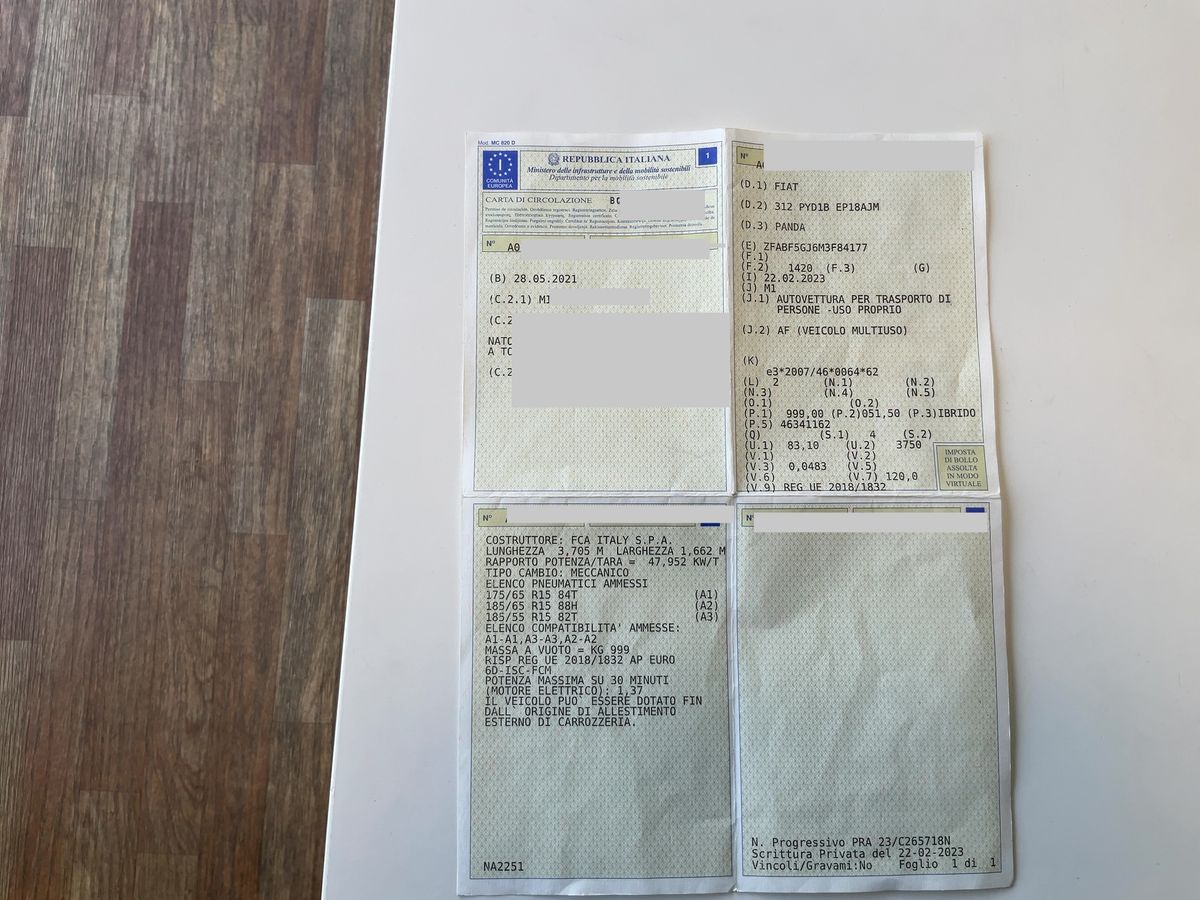 Mod. MC 820 D
REPUBBLICA ITALIANA
1
Ministero delle infrastrutture e della mobilità sostenibili
Dipartimento per la mobilità sostenibile
COMUNITÀ
EUROPEA
CARTA DI CIRCOLAZIONE
N° A0
(B) 28.05.2021
(C.2.1)
(C.2
NATO
A TO
(C.2
N°
(D.1) FIAT
(D.2) 312 PYD1B EP18AJM
(D.3) PANDA
(E) ZFABF5GJ6M3F84177
(F.1)
(F.2) 1420 (F.3) (G)
(I) 22.02.2023
(J) M1
(J.1) AUTOVETTURA PER TRASPORTO DI
PERSONE -USO PROPRIO
(J.2) AF (VEICOLO MULTIUSO)
(K)
e3*2007/46*0064*62
(L) 2 (N.1) (N.2)
(N.3) (N.4) (N.5)
(O.1) (O.2)
(P.1) 999,00 (P.2)051,50 (P.3)IBRIDO
(P.5) 46341162
(Q) (S.1) 4 (S.2)
(U.1) 83,10 (U.2) 3750
(V.1) (V.2)
(V.3) 0,0483 (V.5)
(V.6) (V.7) 120,0
(V.9) REG UE 2018/1832
IMPOSTA
DI BOLLO
ASSOLTA
IN MODO
VIRTUALE
N°
COSTRUTTORE: FCA ITALY S.P.A.
LUNGHEZZA 3,705 M LARGHEZZA 1,662 M
RAPPORTO POTENZA/TARA = 47,952 KW/T
TIPO CAMBIO: MECCANICO
ELENCO PNEUMATICI AMMESSI
175/65 R15 84T (A1)
185/65 R15 88H (A2)
185/55 R15 82T (A3)
ELENCO COMPATIBILITA' AMMESSE:
A1-A1,A3-A3,A2-A2
MASSA A VUOTO = KG 999
RISP REG UE 2018/1832 AP EURO
6D-ISC-FCM
POTENZA MASSIMA SU 30 MINUTI
(MOTORE ELETTRICO): 1,37
IL VEICOLO PUO` ESSERE DOTATO FIN
DALL` ORIGINE DI ALLESTIMENTO
ESTERNO DI CARROZZERIA.
NA2251
N°
N. Progressivo PRA 23/C265718N
Scrittura Privata del 22-02-2023
Vincoli/Gravami:No Foglio 1 di 1